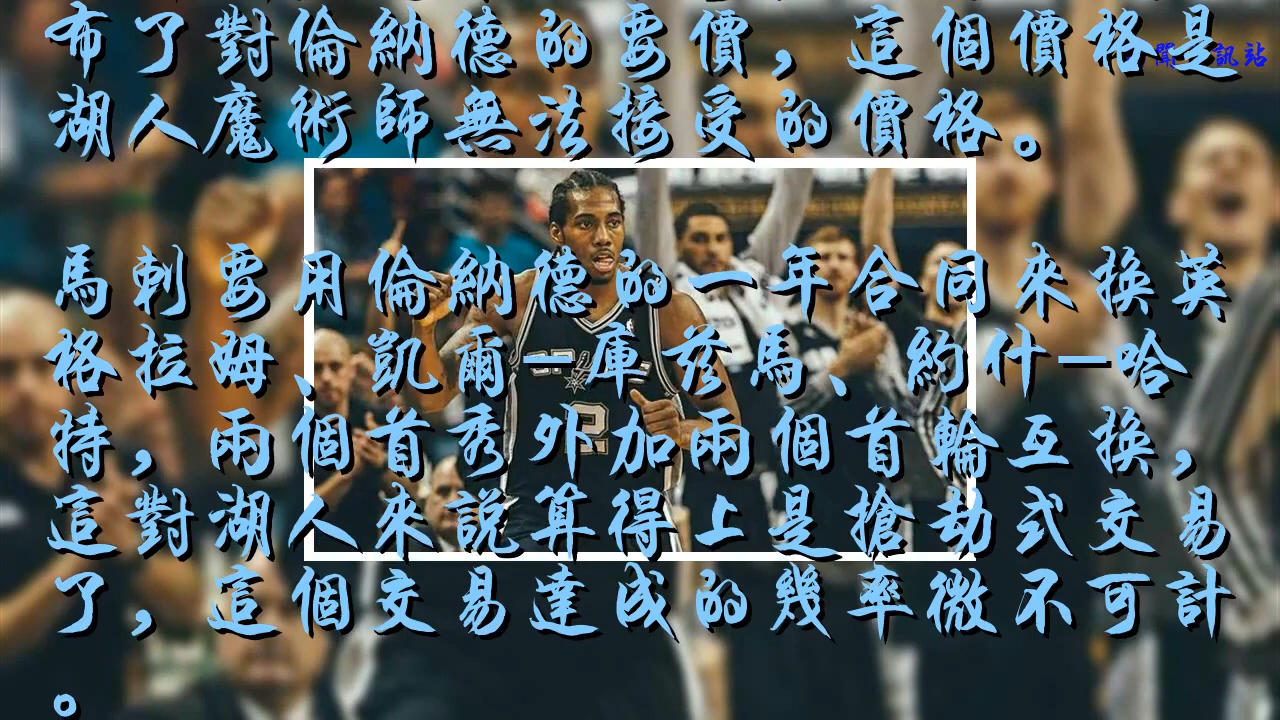 布了對倫納德的要價，這個價格是
聞 訊站
湖人魔術師無法接受的價格。
馬刺要用倫納德的一年合同來換英
格拉姆、凱爾-庫茲馬、約什-哈
特，兩個首秀外加兩個首輪互換，
這對湖人來說算得上是搶劫式交易
了，這個交易達成的幾率微不可計
。
2